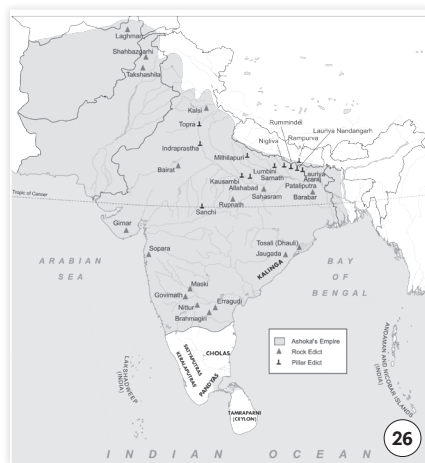 Laghman
Shahbazgarhi
Takshashila
Kalsi
Topra
Rummindei
Lauriya Nandangarh
Nigliva
Rampurva
Indraprastha
Mithilapuri
Bairat
Lumbini
Lauriya
Kausambi
Sarnath
Araraj
Allahabad
Pataliputra
Sahasram
Barabar
Rupnath
Tropic of Cancer
Sanchi
Girnar
Sopara
Tosali (Dhauli)
Jaugada
KALINGA
ARABIAN
SEA
BAY
OF
BENGAL
Maski
Govimath
Erragudi
Nittur
Brahmagiri
Ashoka's Empire
Rock Edict
Pillar Edict
SATYAPUTRAS
KERALAPUTRAS
CHOLAS
PANDYAS
LAKSHADWEEP
(INDIA)
ANDAMAN AND NICOBAR ISLANDS
(INDIA)
TAMRAPARNI
(CEYLON)
INDIAN OCEAN
26